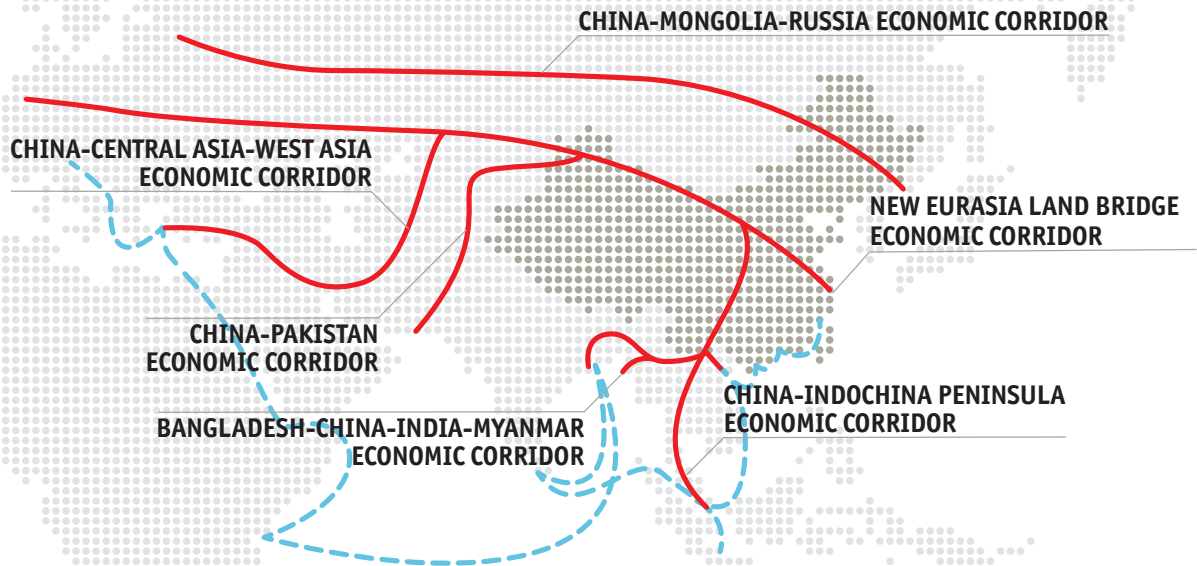 CHINA-MONGOLIA-RUSSIA ECONOMIC CORRIDOR
CHINA-CENTRAL ASIA-WEST ASIA
ECONOMIC CORRIDOR
NEW EURASIA LAND BRIDGE
ECONOMIC CORRIDOR
CHINA-PAKISTAN
ECONOMIC CORRIDOR
CHINA-INDOCHINA PENINSULA
ECONOMIC CORRIDOR
BANGLADESH-CHINA-INDIA-MYANMAR
ECONOMIC CORRIDOR